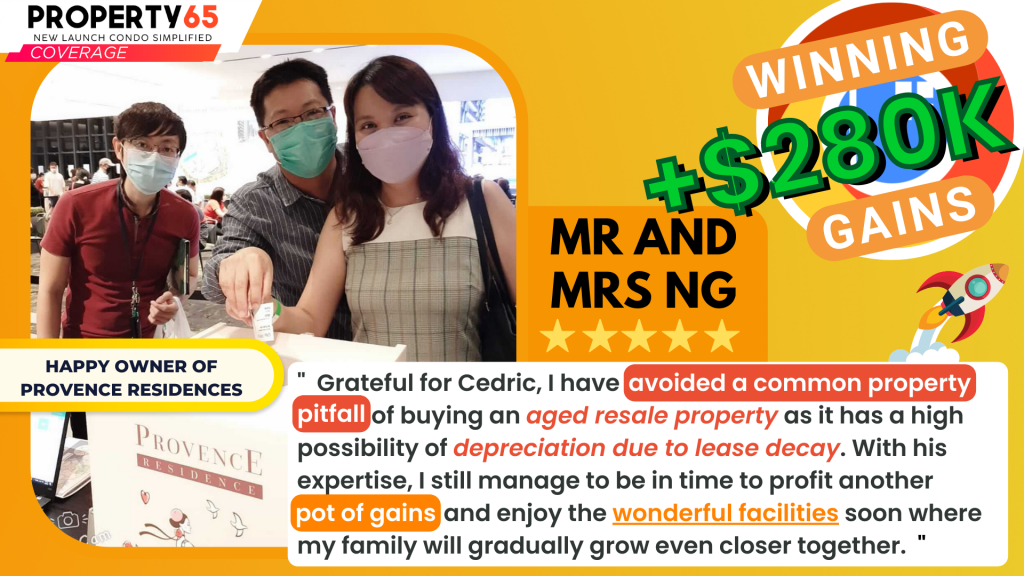 PROPERTY65
NEW LAUNCH CONDO SIMPLIFIED
COVERAGE
WINNING
+$280K
GAINS
MR AND
MRS NG
HAPPY OWNER OF
PROVENCE RESIDENCES
" Grateful for Cedric, I have avoided a common property
pitfall of buying an aged resale property as it has a high
possibility of depreciation due to lease decay. With his
expertise, I still manage to be in time to profit another
pot of gains and enjoy the wonderful facilities soon where
my family will gradually grow even closer together. "
PROVENCE
RESIDENCE